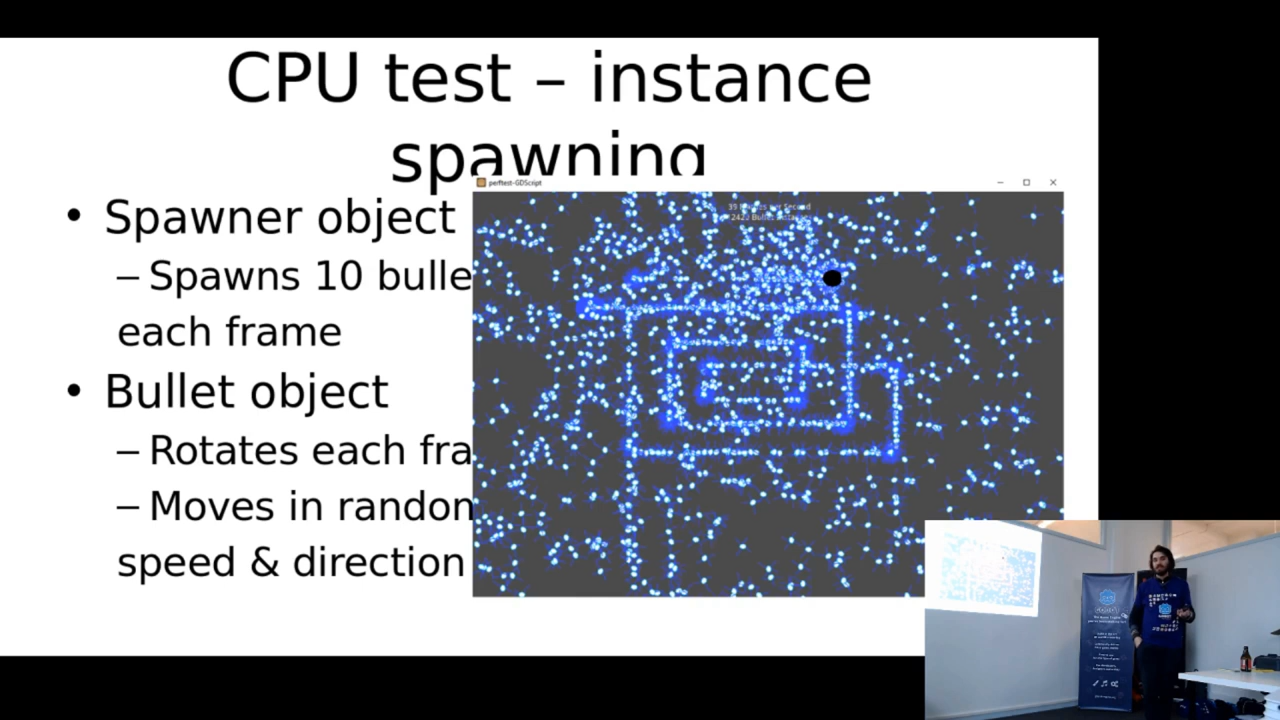 CPU test – instance
spawning
• Spawner object
– Spawns 10 bulle
each frame
• Bullet object
– Rotates each fra
– Moves in random
speed & direction
perftest-GDScript